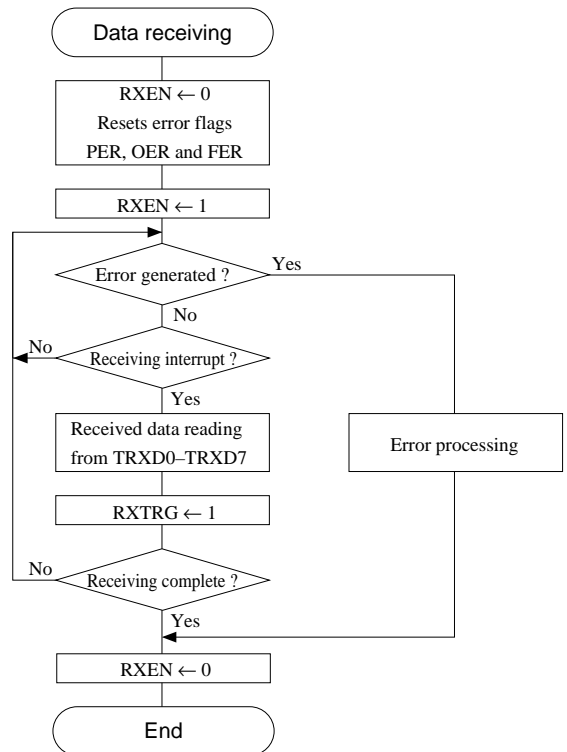 Data receiving
RXEN ← 0
Resets error flags
PER, OER and FER
RXEN ← 1
Error generated ?
Yes
No
Receiving interrupt ?
No
Yes
Received data reading
from TRXD0–TRXD7
Error processing
RXTRG ← 1
Receiving complete ?
No
Yes
RXEN ← 0
End